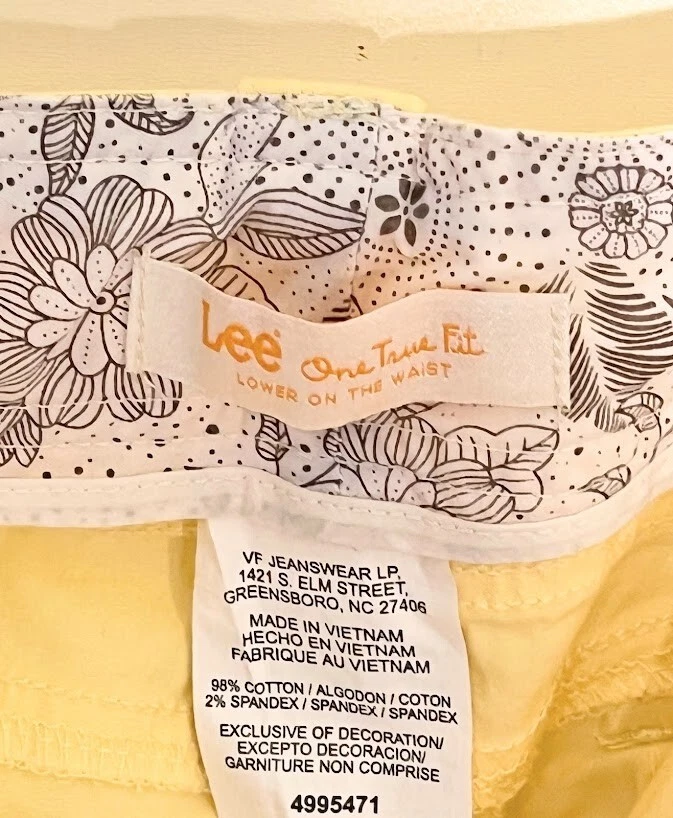 Lee One True Fit
LOWER ON THE WAIST
VF JEANSWEAR LP,
1421 S. ELM STREET,
GREENSBORO, NC 27406
MADE IN VIETNAM
HECHO EN VIETNAM
FABRIQUE AU VIETNAM
98% COTTON / ALGODON / COTON
2% SPANDEX / SPANDEX / SPANDEX
EXCLUSIVE OF DECORATION/
EXCEPTO DECORACION/
GARNITURE NON COMPRISE
4995471